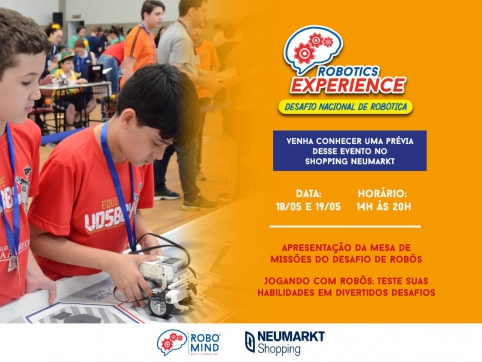 ROBOTICS
EXPERIENCE
DESAFIO NACIONAL DE ROBÓTICA
VENHA CONHECER UMA PRÉVIA
DESSE EVENTO NO
SHOPPING NEUMARKT
DATA:
18/05 E 19/05
HORÁRIO:
14H ÀS 20H
APRESENTAÇÃO DA MESA DE
MISSÕES DO DESAFIO DE ROBÔS
JOGANDO COM ROBÔS: TESTE SUAS
HABILIDADES EM DIVERTIDOS DESAFIOS
ROBO
MIND
NEUMARKT
Shopping